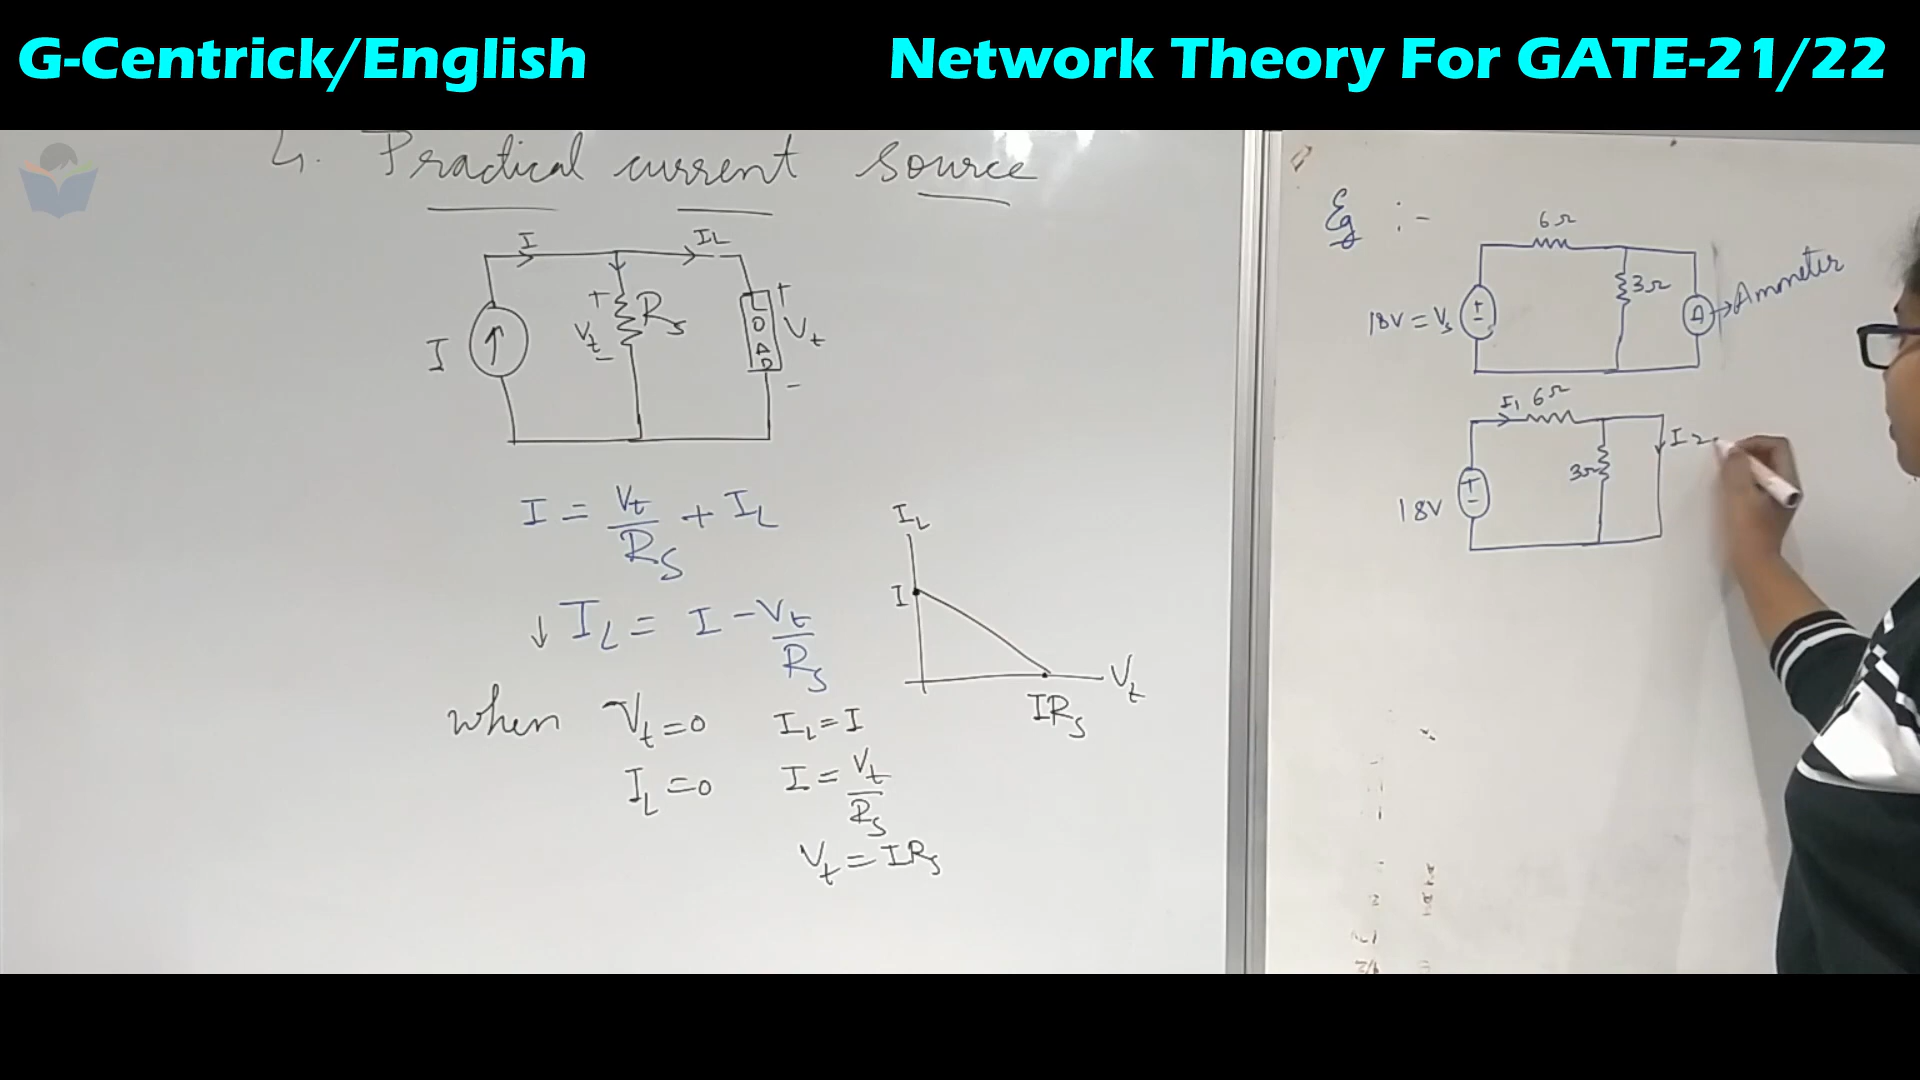 G-Centrick/English
Network Theory For GATE-21/22
4. Practical current source
I
IL
I
+
Vt
-
Rs
LOAD
+
Vt
-
I = Vt/Rs + IL
↓ IL = I - Vt/Rs
when Vt = 0 IL = I
IL = 0 I = Vt/Rs
Vt = IRs
IL
I
IRs
Vt
Eg :-
6Ω
3Ω
18V = Vs
+
-
A → Ammeter
I1 6Ω
3Ω
I2
18V
+
-